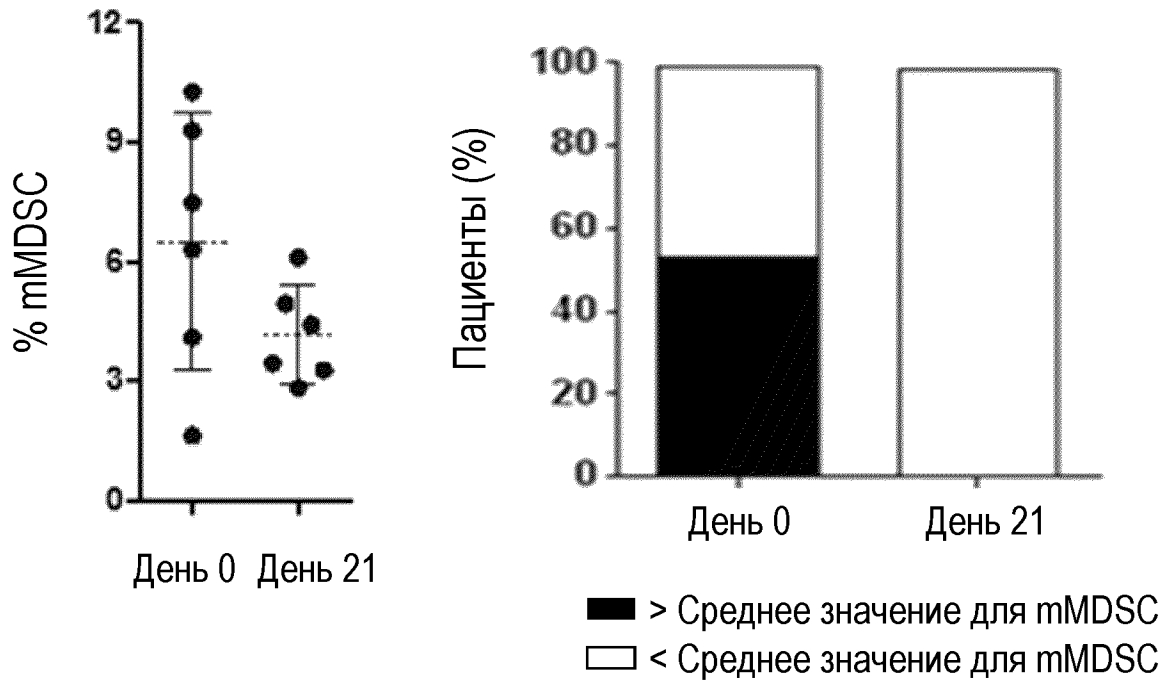 % mMDSC
12
9
6
3
0
День 0 День 21
Пациенты (%)
100
80
60
40
20
0
День 0 День 21
> Среднее значение для mMDSC
< Среднее значение для mMDSC